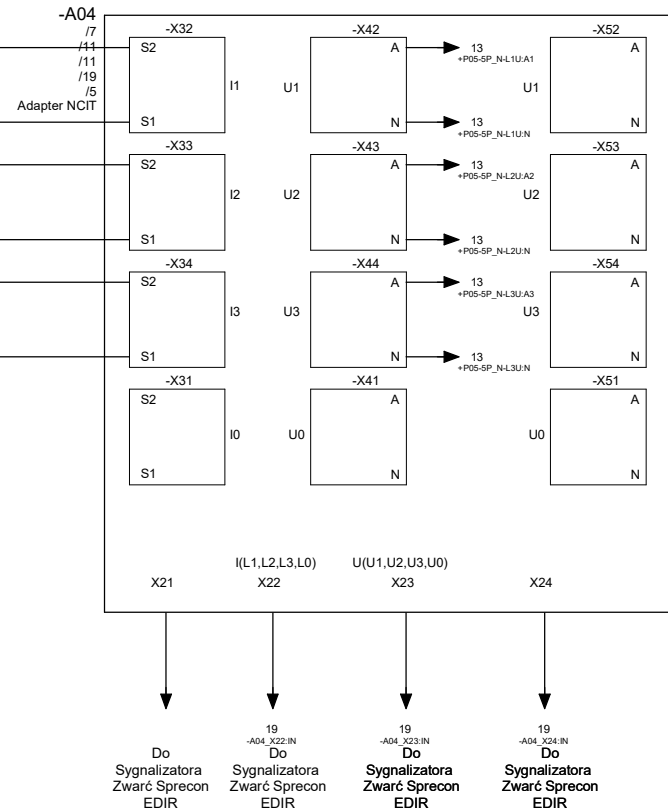 -A04
/7
/11
/11
/19
/5
Adapter NCIT
-X32
S2
I1
S1
-X42
A
U1
N
13
+P05-5P_N-L1U:A1
13
+P05-5P_N-L1U:N
-X52
A
U1
N
-X33
S2
I2
S1
-X43
A
U2
N
13
+P05-5P_N-L2U:A2
13
+P05-5P_N-L2U:N
-X53
A
U2
N
-X34
S2
I3
S1
-X44
A
U3
N
13
+P05-5P_N-L3U:A3
13
+P05-5P_N-L3U:N
-X54
A
U3
N
-X31
S2
I0
S1
-X41
A
U0
N
-X51
A
U0
N
I(L1,L2,L3,L0)
U(U1,U2,U3,U0)
X21
X22
X23
X24
Do
Sygnalizatora
Zwarć Sprecon
EDIR
19
-A04_X22:IN
Do
Sygnalizatora
Zwarć Sprecon
EDIR
19
-A04_X23:IN
Do
Sygnalizatora
Zwarć Sprecon
EDIR
19
-A04_X24:IN
Do
Sygnalizatora
Zwarć Sprecon
EDIR